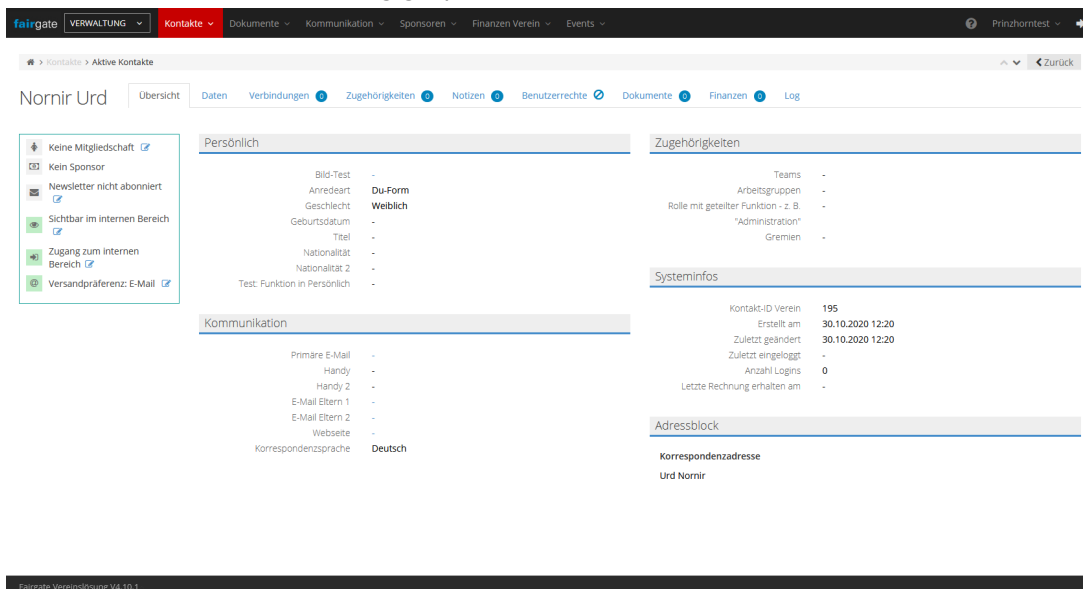 fairgate VERWALTUNG Kontakte Dokumente Kommunikation Sponsoren Finanzen Verein Events Prinzhorntest
> Kontakte > Aktive Kontakte Zurück
Nornir Urd Übersicht Daten Verbindungen 0 Zugehörigkeiten 0 Notizen 0 Benutzerrechte Dokumente 0 Finanzen 0 Log
Keine Mitgliedschaft
Kein Sponsor
Newsletter nicht abonniert
Sichtbar im internen Bereich
Zugang zum internen
Bereich
@ Versandpräferenz: E-Mail
Persönlich
Bild-Test -
Anredeart Du-Form
Geschlecht Weiblich
Geburtsdatum -
Titel -
Nationalität -
Nationalität 2 -
Test: Funktion in Persönlich -
Kommunikation
Primäre E-Mail -
Handy -
Handy 2 -
E-Mail Eltern 1 -
E-Mail Eltern 2 -
Webseite -
Korrespondenzsprache Deutsch
Zugehörigkeiten
Teams -
Arbeitsgruppen -
Rolle mit geteilter Funktion - z. B. -
"Administration"
Gremien -
Systeminfos
Kontakt-ID Verein 195
Erstellt am 30.10.2020 12:20
Zuletzt geändert 30.10.2020 12:20
Zuletzt eingeloggt -
Anzahl Logins 0
Letzte Rechnung erhalten am -
Adressblock
Korrespondenzadresse
Urd Nornir
Fairgate Vereinslösung V4.10.1